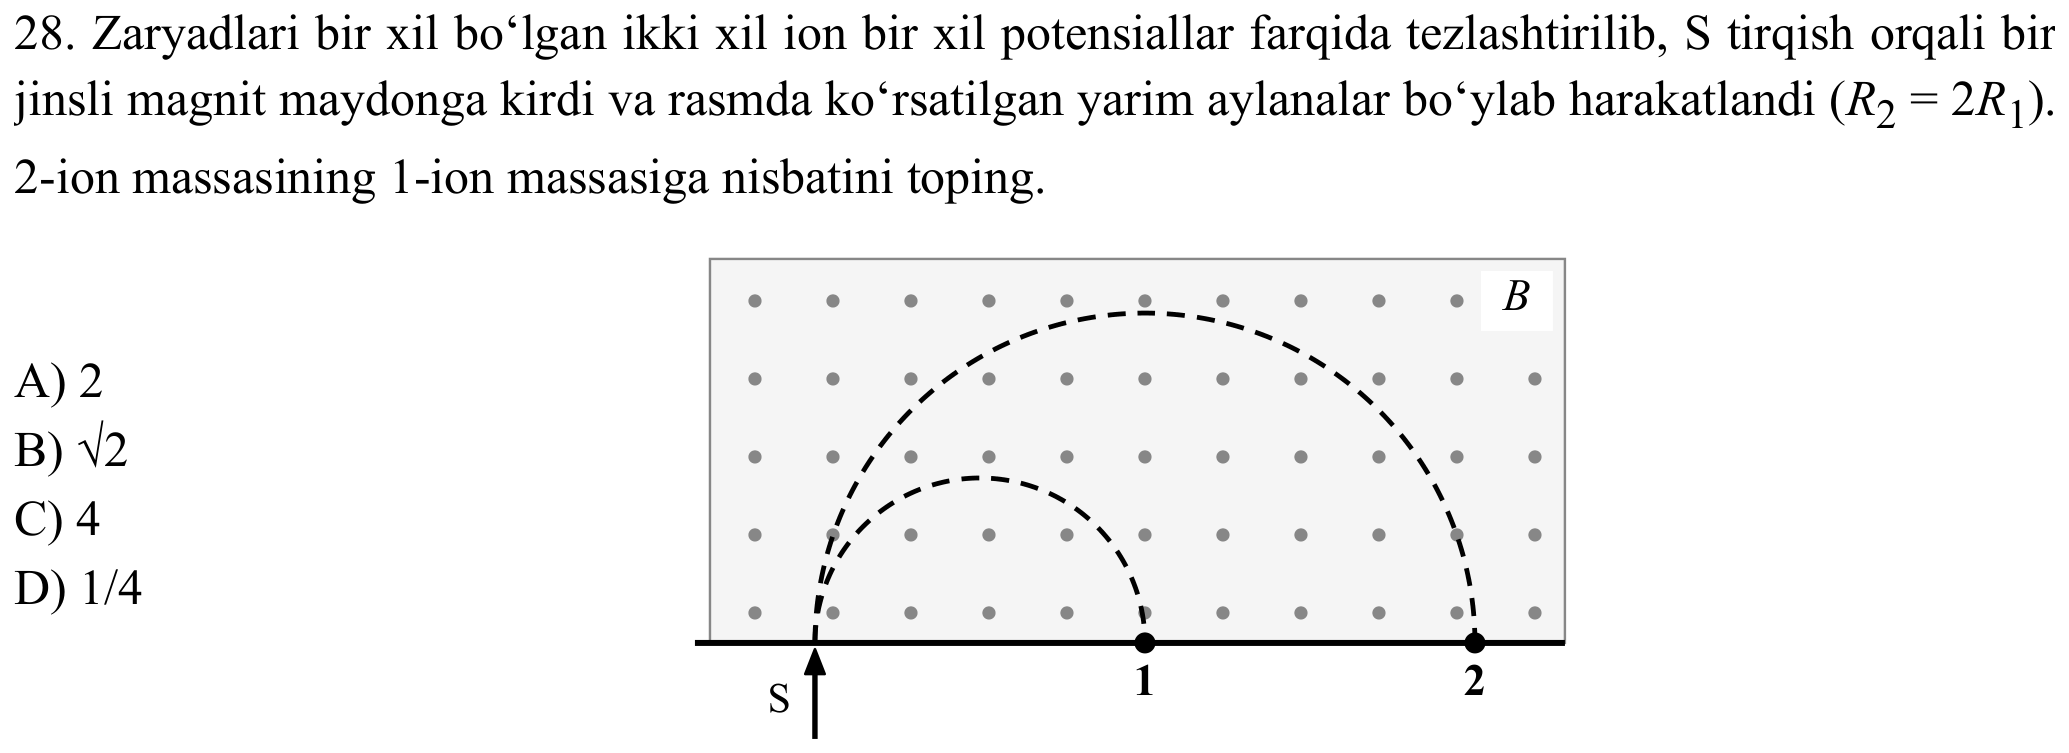 28. Zaryadlari bir xil bo‘lgan ikki xil ion bir xil potensiallar farqida tezlashtirilib, S tirqish orqali bir
jinsli magnit maydonga kirdi va rasmda ko‘rsatilgan yarim aylanalar bo‘ylab harakatlandi (R₂ = 2R₁).
2-ion massasining 1-ion massasiga nisbatini toping.
B
A) 2
B) √2
C) 4
D) 1/4
1
2
S